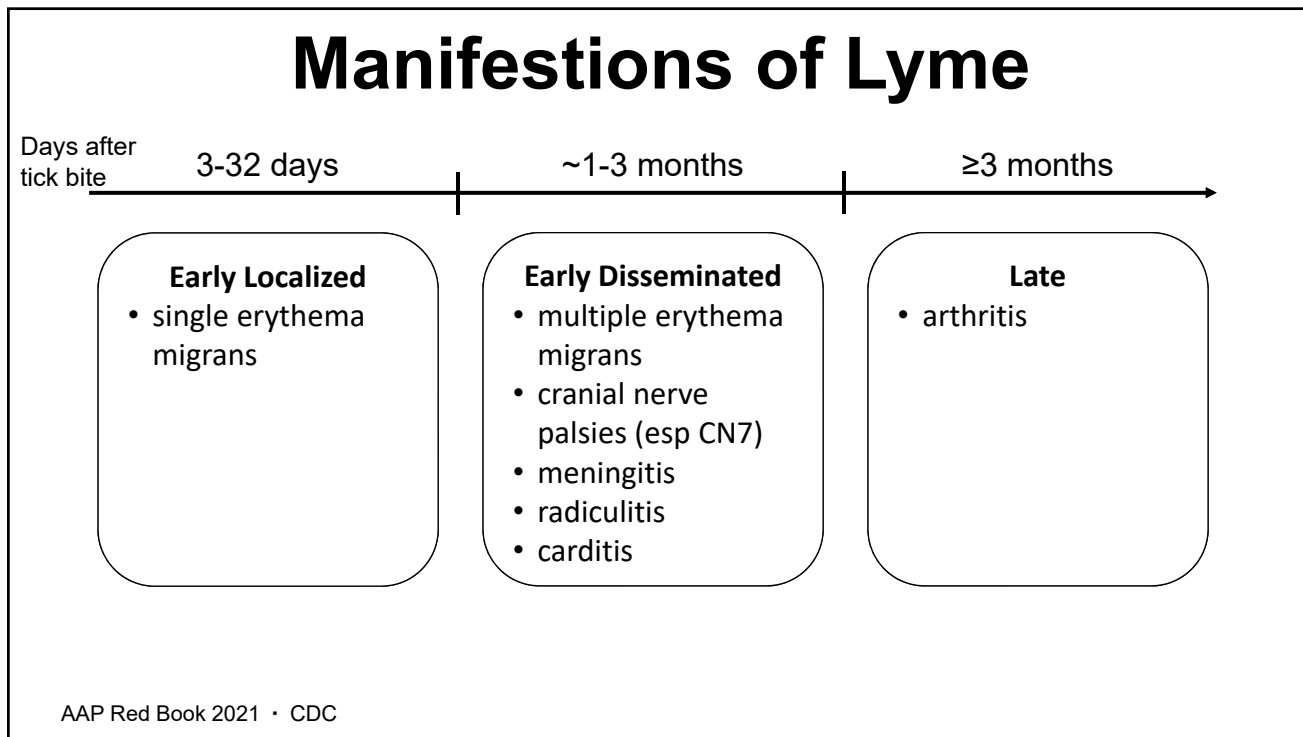 Manifestions of Lyme
Days after
tick bite
3-32 days
~1-3 months
≥3 months
Early Localized
• single erythema
migrans
Early Disseminated
• multiple erythema
migrans
• cranial nerve
palsies (esp CN7)
• meningitis
• radiculitis
• carditis
Late
• arthritis
AAP Red Book 2021 · CDC